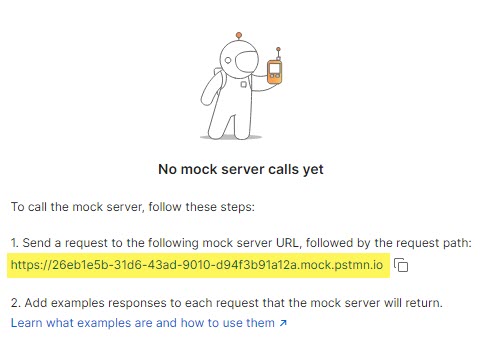 No mock server calls yet
To call the mock server, follow these steps:
1. Send a request to the following mock server URL, followed by the request path:
https://26eb1e5b-31d6-43ad-9010-d94f3b91a12a.mock.pstmn.io
2. Add examples responses to each request that the mock server will return.
Learn what examples are and how to use them ↗